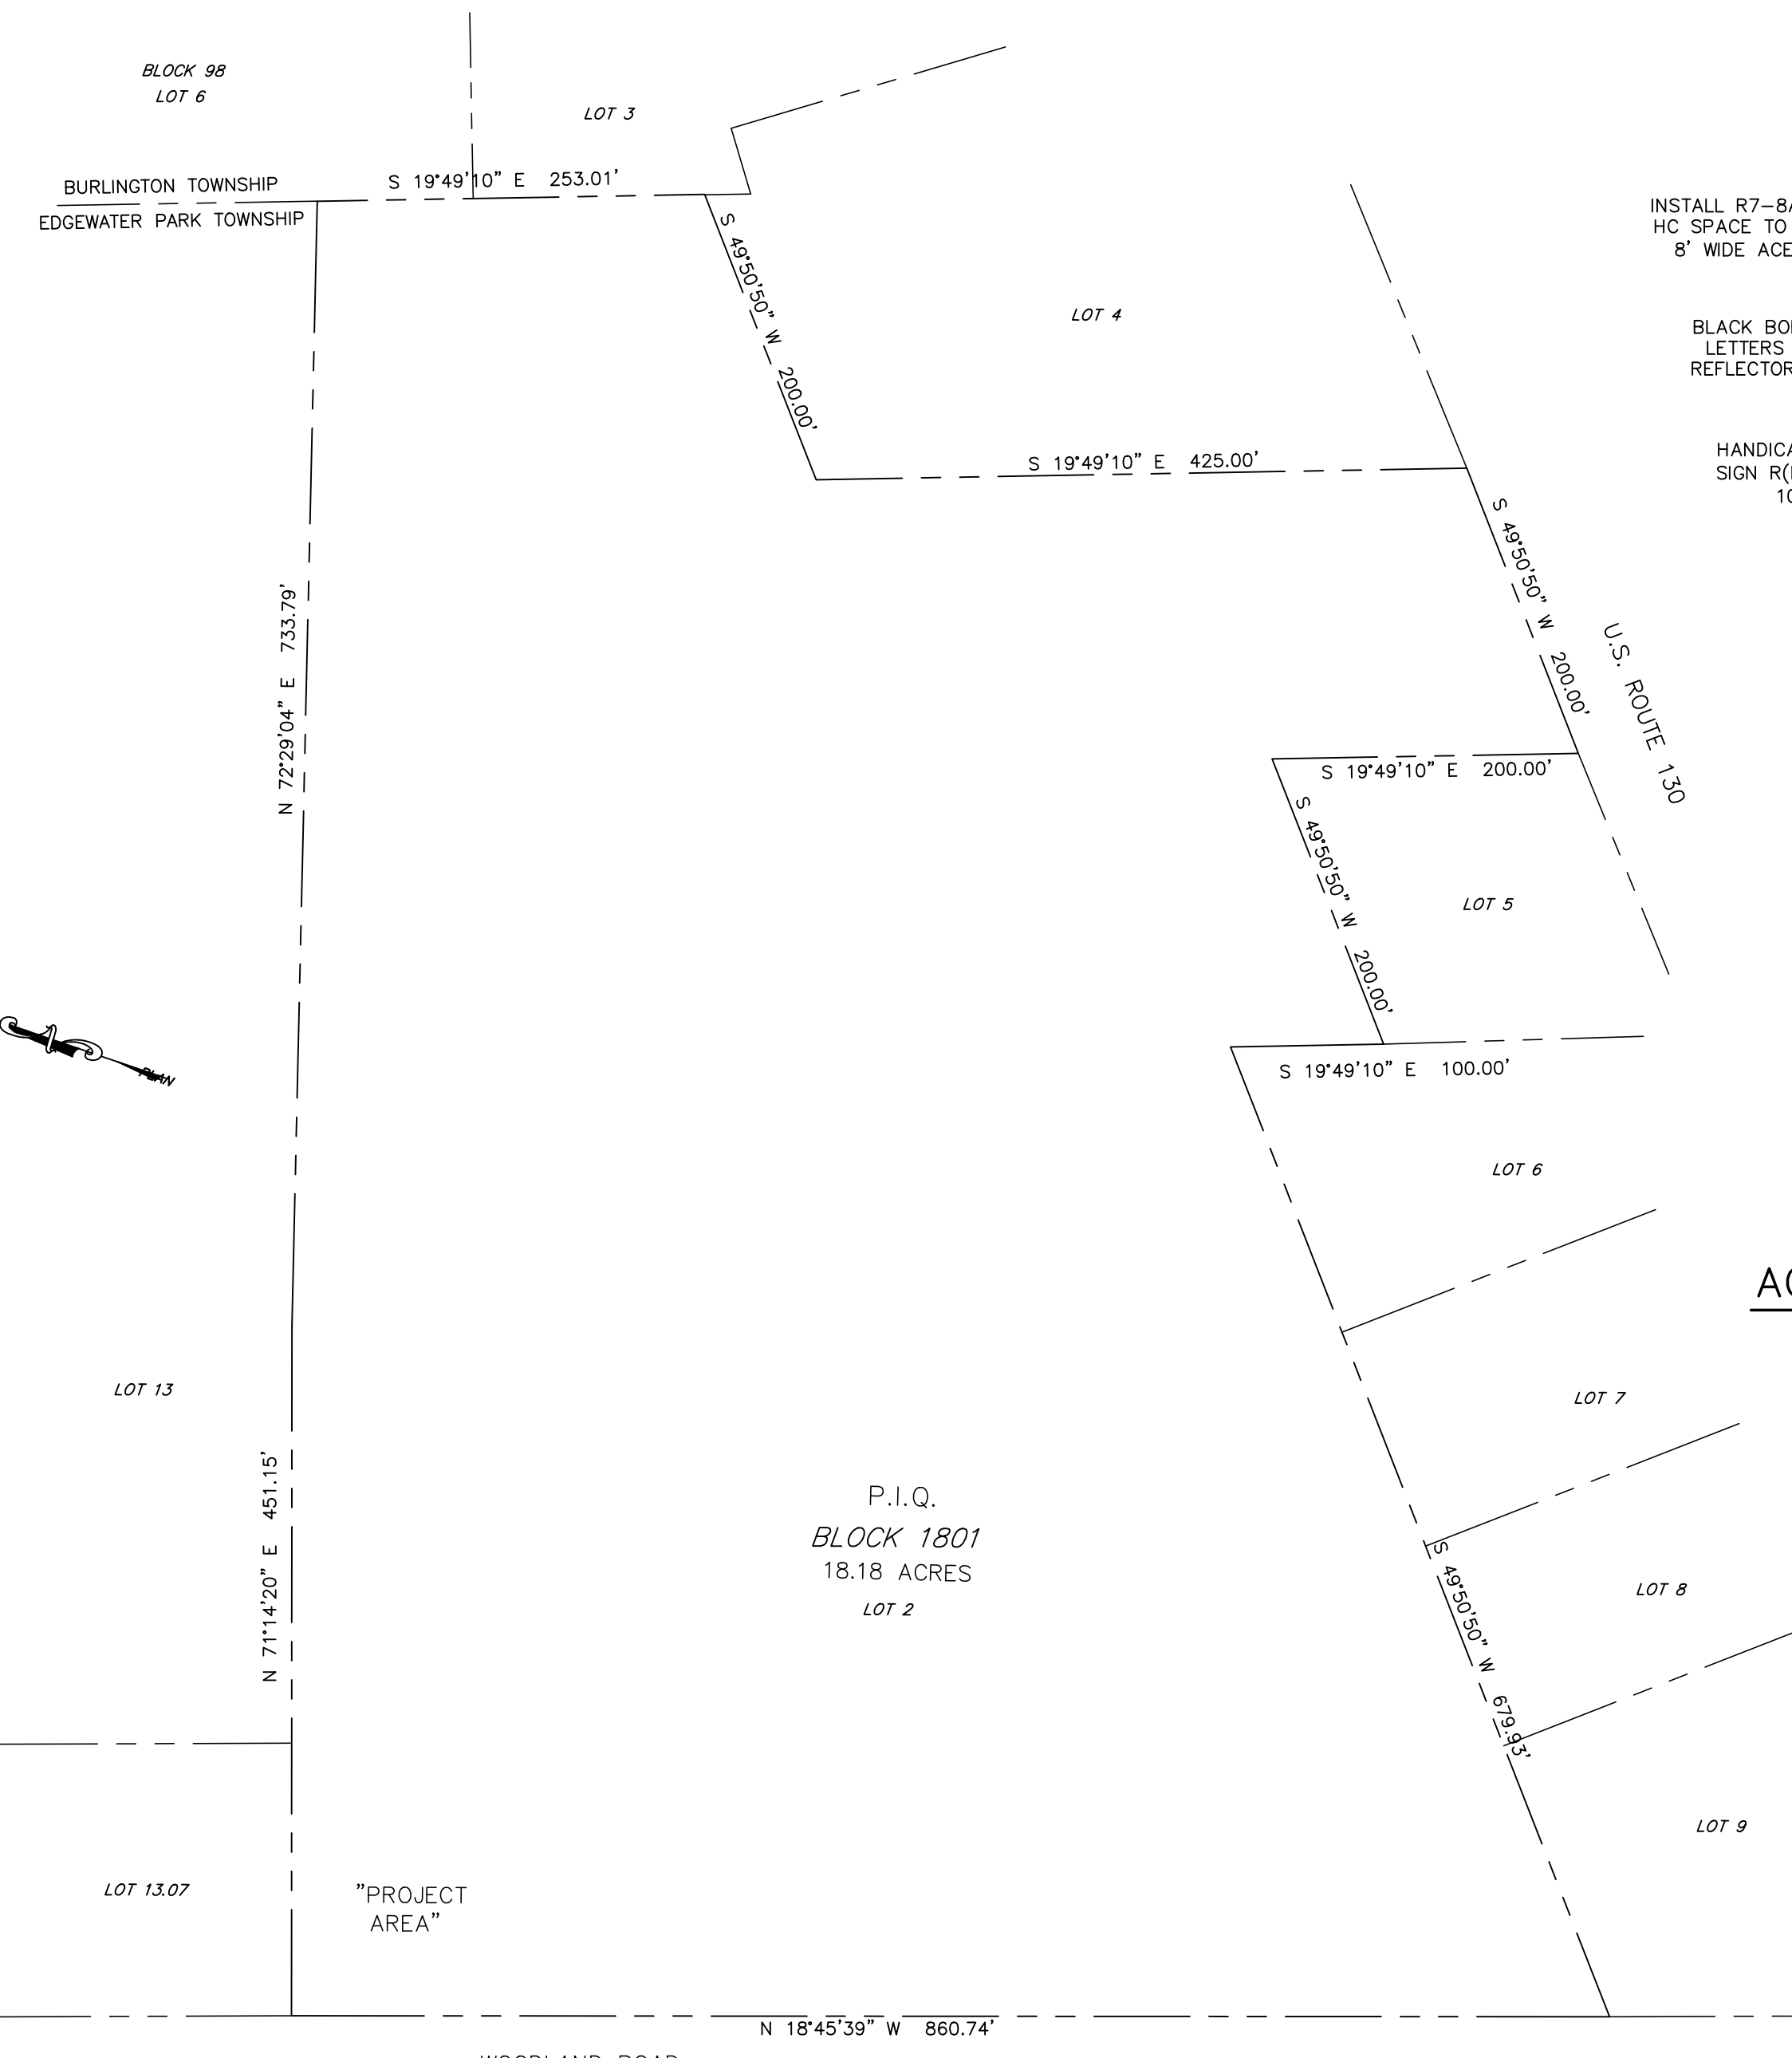 BLOCK 98
LOT 6
LOT 3
BURLINGTON TOWNSHIP
EDGEWATER PARK TOWNSHIP
S 19°49'10" E 253.01'
S 49°50'50" W 200.00'
LOT 4
INSTALL R7-8A
HC SPACE TO
8' WIDE ACE
BLACK BO
LETTERS
REFLECTOR
HANDICA
SIGN R(
10
S 19°49'10" E 425.00'
S 49°50'50" W 200.00'
U.S. ROUTE 130
N 72°29'04" E 733.79'
S 19°49'10" E 200.00'
S 49°50'50" W 200.00'
LOT 5
PLAN
S 19°49'10" E 100.00'
LOT 6
LOT 7
LOT 13
N 71°14'20" E 451.15'
P.I.Q.
BLOCK 1801
18.18 ACRES
LOT 2
S 49°50'50" W 679.93'
LOT 8
LOT 9
LOT 13.07
"PROJECT
AREA"
N 18°45'39" W 860.74'
WOODLAND ROAD